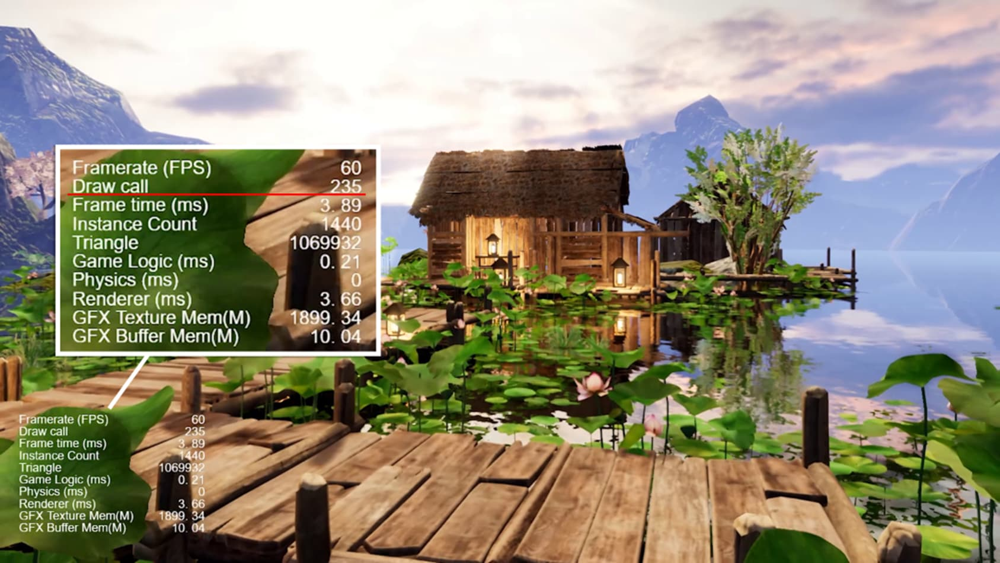 Framerate (FPS) 60
Draw call 235
Frame time (ms) 3. 89
Instance Count 1440
Triangle 1069932
Game Logic (ms) 0. 21
Physics (ms) 0
Renderer (ms) 3. 66
GFX Texture Mem(M) 1899. 34
GFX Buffer Mem(M) 10. 04
Framerate (FPS) 60
Draw call 235
Frame time (ms) 3. 89
Instance Count 1440
Triangle 1069932
Game Logic (ms) 0. 21
Physics (ms) 0
Renderer (ms) 3. 66
GFX Texture Mem(M) 1899. 34
GFX Buffer Mem(M) 10. 04